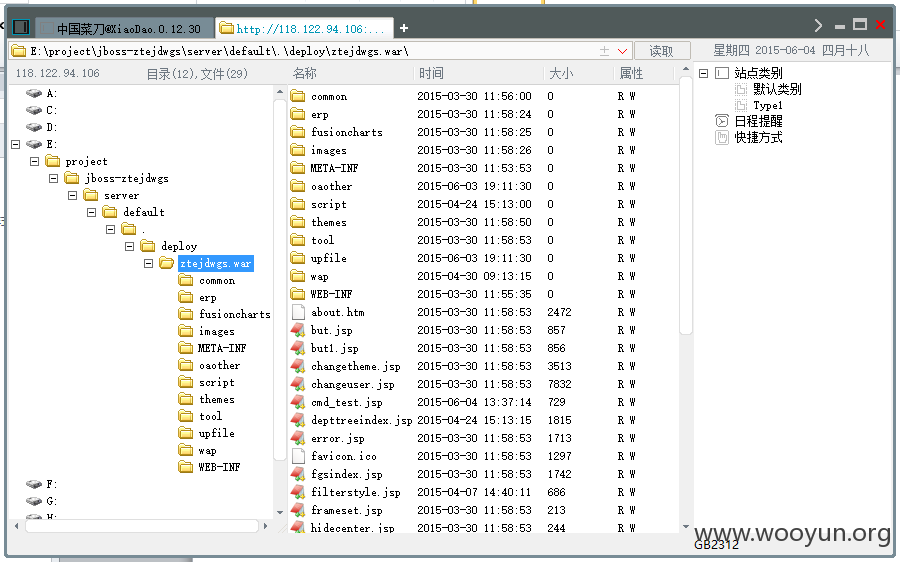 中国菜刀@XiaoDao.0.12.30 http://118.122.94.106:... +
E:\project\jboss-ztejdwgs\server\default\.\deploy\ztejdwgs.war\ 读取 星期四 2015-06-04 四月十八
118.122.94.106 目录(12),文件(29) 名称 时间 大小 属性
A:
C:
D:
E:
project
jboss-ztejdwgs
server
default
.
deploy
ztejdwgs.war
common
erp
fusioncharts
images
META-INF
oaother
script
themes
tool
upfile
wap
WEB-INF
F:
G:
H:
common 2015-03-30 11:56:00 0 R W
erp 2015-03-30 11:58:24 0 R W
fusioncharts 2015-03-30 11:58:25 0 R W
images 2015-03-30 11:58:26 0 R W
META-INF 2015-03-30 11:53:53 0 R W
oaother 2015-06-03 19:11:30 0 R W
script 2015-04-24 15:13:00 0 R W
themes 2015-03-30 11:58:50 0 R W
tool 2015-03-30 11:58:53 0 R W
upfile 2015-06-03 19:11:30 0 R W
wap 2015-04-30 09:13:15 0 R W
WEB-INF 2015-03-30 11:55:35 0 R W
about.htm 2015-03-30 11:58:53 2472 R W
but.jsp 2015-03-30 11:58:53 857 R W
but1.jsp 2015-03-30 11:58:53 856 R W
changetheme.jsp 2015-03-30 11:58:53 3513 R W
changeuser.jsp 2015-03-30 11:58:53 7832 R W
cmd_test.jsp 2015-06-04 13:37:14 729 R W
depttreeindex.jsp 2015-04-24 15:13:15 1815 R W
error.jsp 2015-03-30 11:58:53 1713 R W
favicon.ico 2015-03-30 11:58:53 1297 R W
fgsindex.jsp 2015-03-30 11:58:53 1742 R W
filterstyle.jsp 2015-04-07 14:40:11 686 R W
frameset.jsp 2015-03-30 11:58:53 213 R W
hidecenter.jsp 2015-03-30 11:58:53 244 R W
站点类别
默认类别
Type1
日程提醒
快捷方式
www.wooyun.org
GB2312